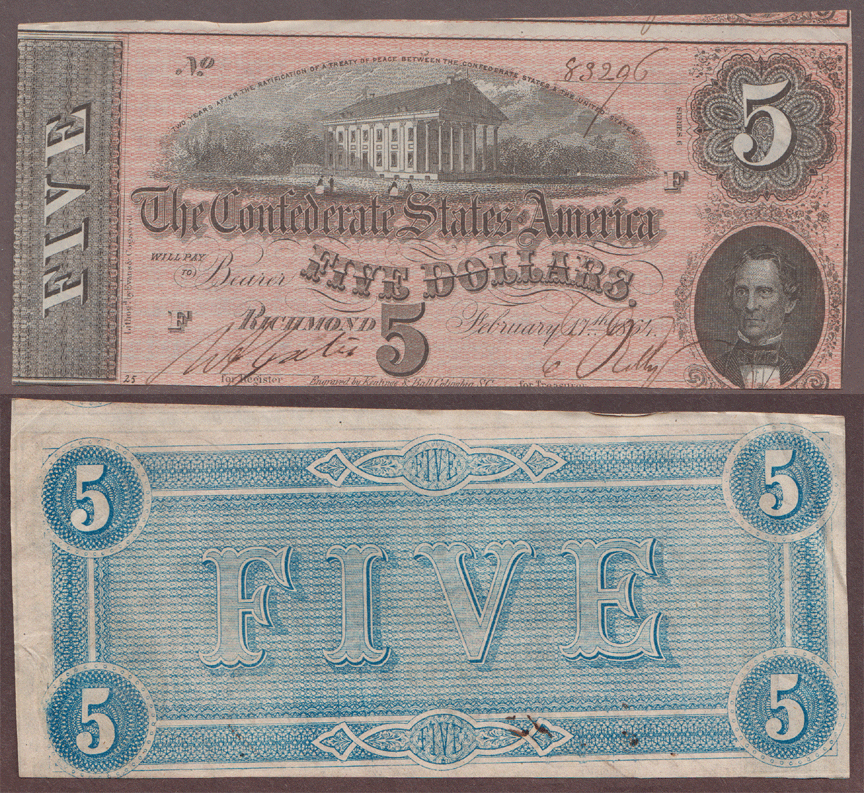 No 83296
TWO YEARS AFTER THE RATIFICATION OF A TREATY OF PEACE BETWEEN THE CONFEDERATE STATES & THE UNITED STATES
5
FIVE
F
The Confederate States of America
WILL PAY
TO Bearer FIVE DOLLARS.
F RICHMOND 5 February 17th 1864.
25 for Register Engraved by Keatinge & Ball Columbia S.C. for Treasurer
5 FIVE 5
FIVE
5 FIVE 5